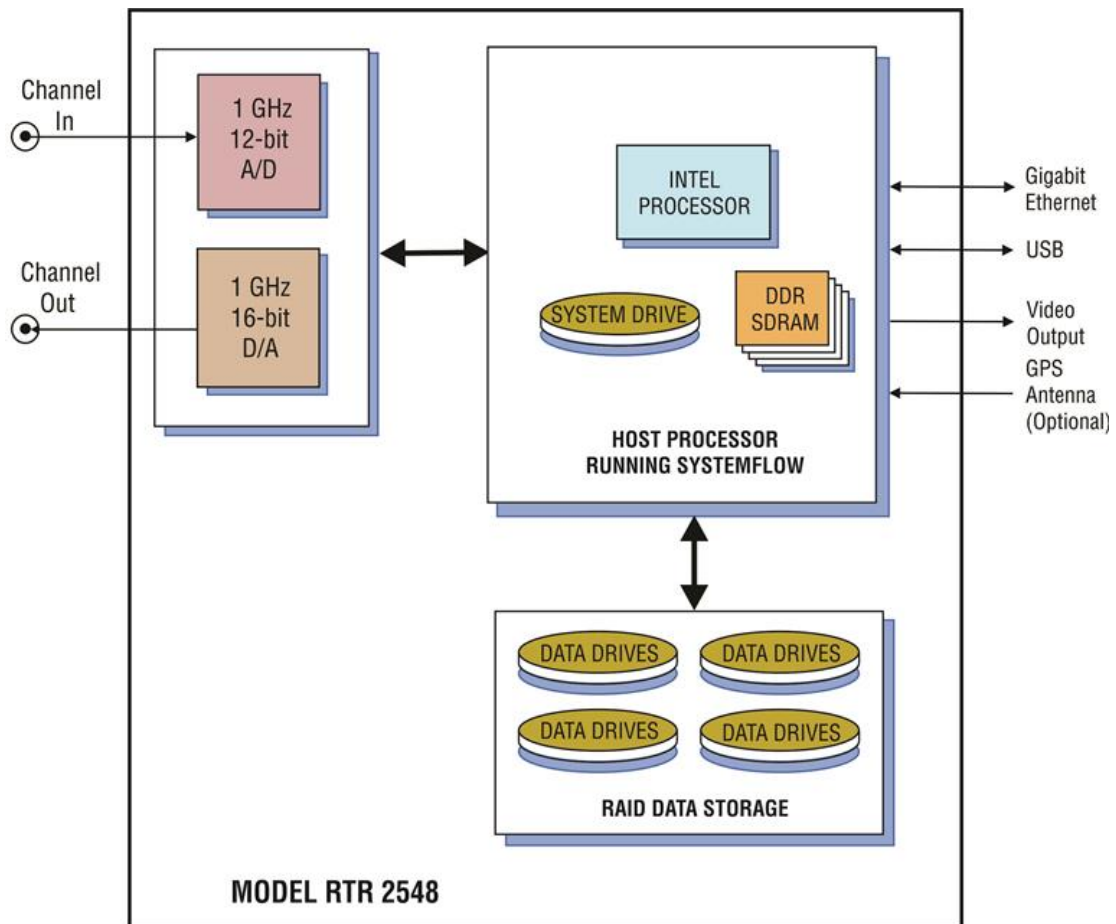 Channel
In
1 GHz
12-bit
A/D
Channel
Out
1 GHz
16-bit
D/A
INTEL
PROCESSOR
SYSTEM DRIVE
DDR
SDRAM
HOST PROCESSOR
RUNNING SYSTEMFLOW
Gigabit
Ethernet
USB
Video
Output
GPS
Antenna
(Optional)
DATA DRIVES
DATA DRIVES
DATA DRIVES
DATA DRIVES
RAID DATA STORAGE
MODEL RTR 2548